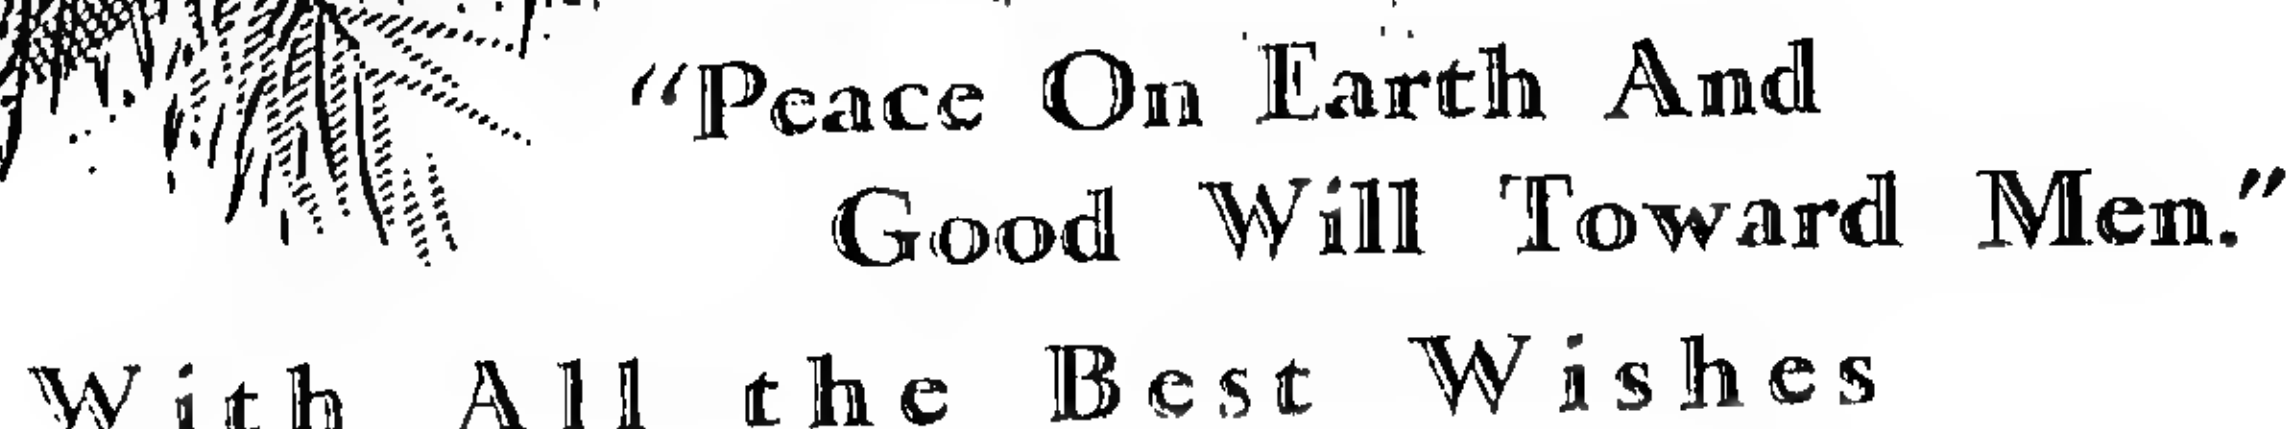 "Peace On Earth And
Good Will Toward Men."
With All the Best Wishes